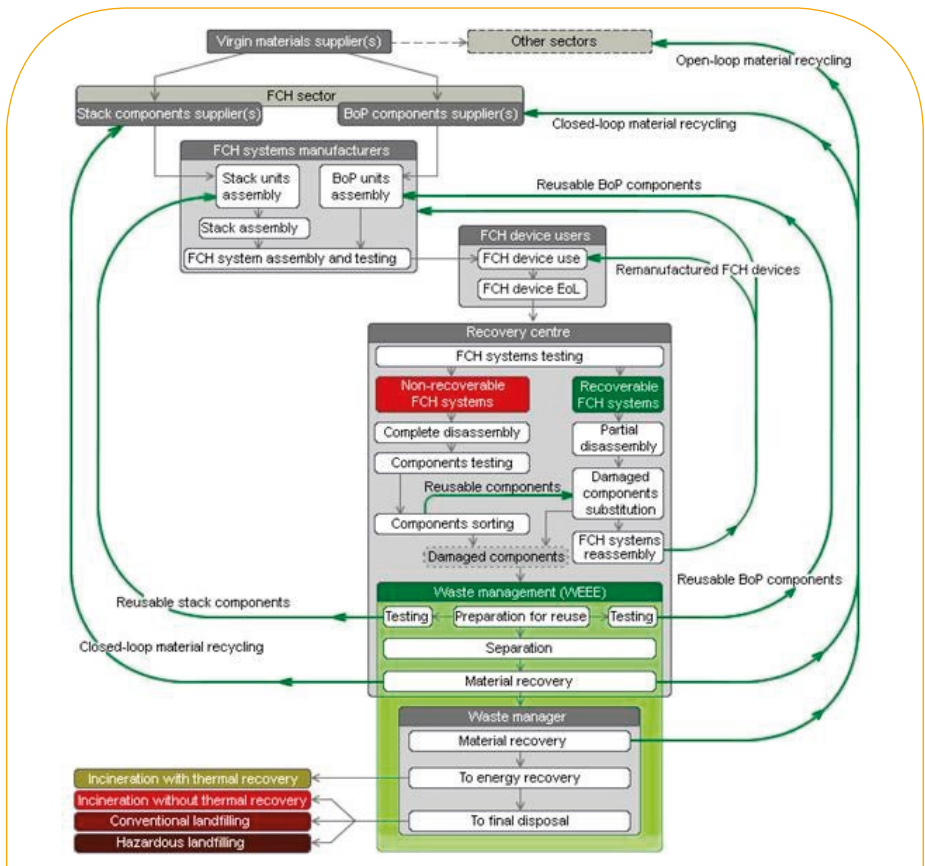 Virgin materials supplier(s)
Other sectors
Open-loop material recycling
FCH sector
Stack components supplier(s)
BoP components supplier(s)
Closed-loop material recycling
FCH systems manufacturers
Stack units
assembly
BoP units
assembly
Reusable BoP components
Stack assembly
FCH system assembly and testing
FCH device users
FCH device use
Remanufactured FCH devices
FCH device EoL
Recovery centre
FCH systems testing
Non-recoverable
FCH systems
Recoverable
FCH systems
Complete disassembly
Partial
disassembly
Components testing
Reusable components
Damaged
components
substitution
Components sorting
FCH systems
reassembly
Damaged components
Reusable BoP components
Waste management (WEEE)
Reusable stack components
Testing
Preparation for reuse
Testing
Closed-loop material recycling
Separation
Material recovery
Waste manager
Material recovery
Incineration with thermal recovery
To energy recovery
Incineration without thermal recovery
Conventional landfilling
To final disposal
Hazardous landfilling